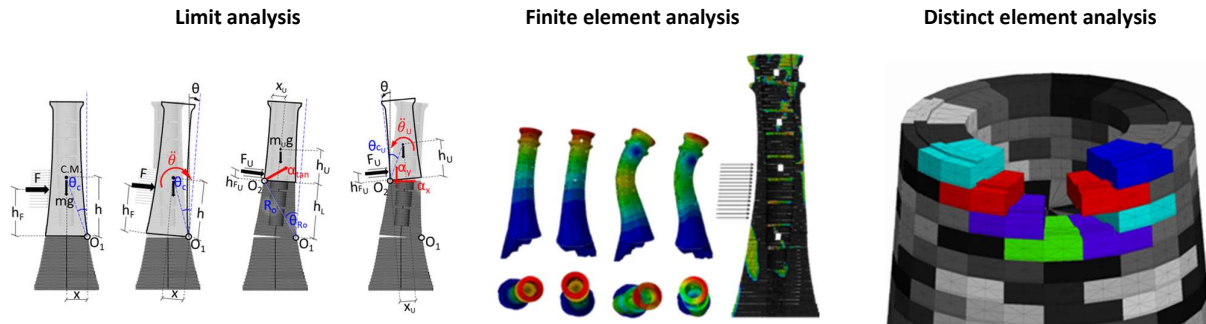 Limit analysis
Finite element analysis
Distinct element analysis
θ
F
C.M.
θc
mg
hF
h
O1
x
θ
F
θ̈
θc
hF
h
O1
x
xU
mUg
FU
hFU
O2
αtan
hU
Ro
θRo
hL
O1
θ
θ̈U
θcU
FU
hFU
O2
αy
αx
hU
O1
xU